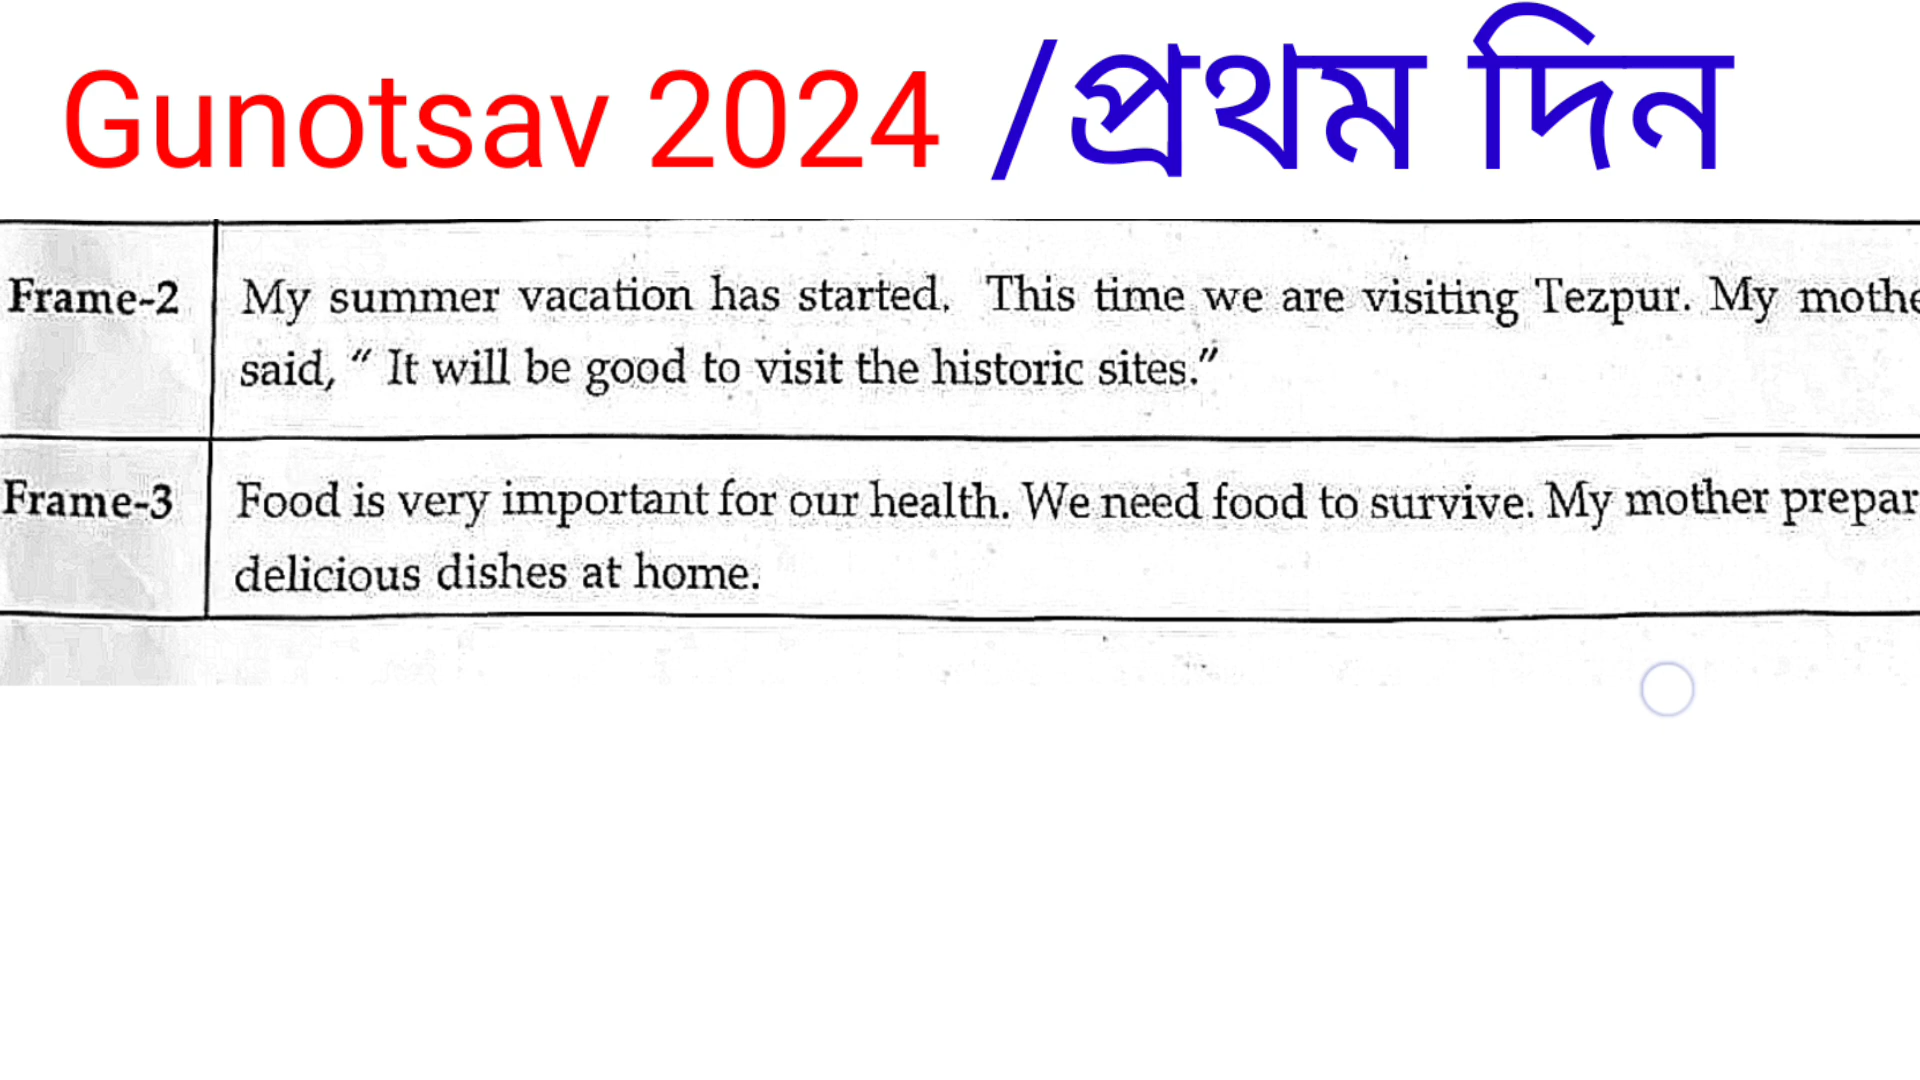 Gunotsav 2024 /প্ৰথম দিন
Frame-2 My summer vacation has started. This time we are visiting Tezpur. My mothe
said, “ It will be good to visit the historic sites.”
Frame-3 Food is very important for our health. We need food to survive. My mother prepar
delicious dishes at home.